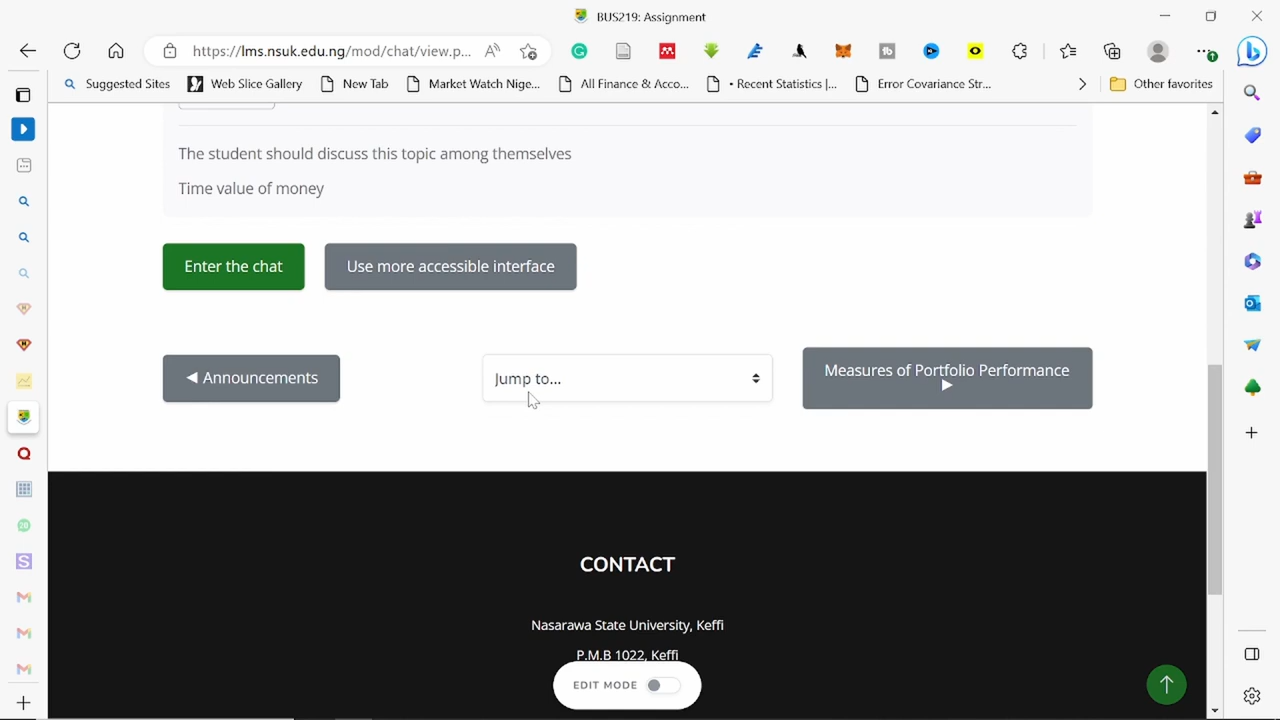 BUS219: Assignment
https://lms.nsuk.edu.ng/mod/chat/view.p...
Suggested Sites
Web Slice Gallery
New Tab
Market Watch Nige...
All Finance & Acco...
• Recent Statistics |...
Error Covariance Str...
Other favorites
The student should discuss this topic among themselves
Time value of money
Enter the chat
Use more accessible interface
◀ Announcements
Jump to...
Measures of Portfolio Performance
▶
CONTACT
Nasarawa State University, Keffi
P.M.B 1022, Keffi
EDIT MODE